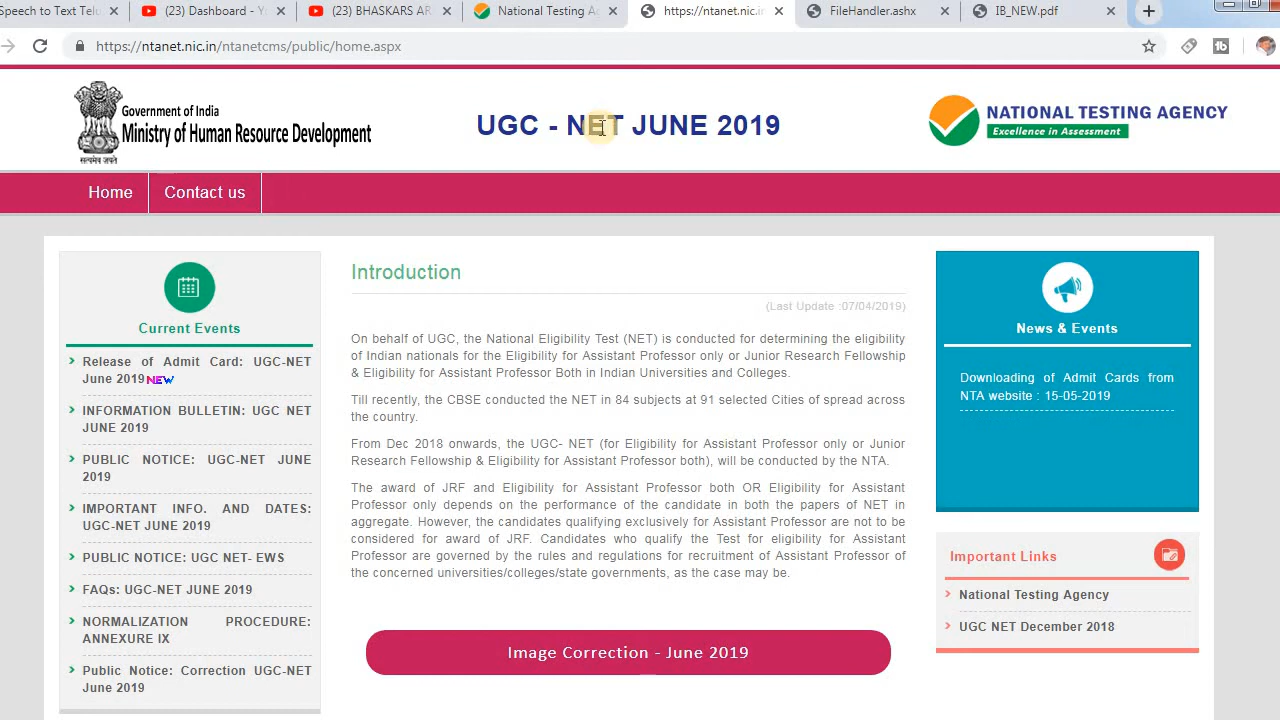 Speech to Text Tel
(23) Dashboard - Y
(23) BHASKARS AR
National Testing A
https://ntanet.nic.in
FileHandler.ashx
IB_NEW.pdf
https://ntanet.nic.in/ntanetcms/public/home.aspx
Government of India
Ministry of Human Resource Development
सत्यमेव जयते
UGC - NET JUNE 2019
NATIONAL TESTING AGENCY
Excellence in Assessment
Home
Contact us
Current Events
Release of Admit Card: UGC-NET
June 2019 NEW
INFORMATION BULLETIN: UGC NET
JUNE 2019
PUBLIC NOTICE: UGC-NET JUNE
2019
IMPORTANT INFO. AND DATES:
UGC-NET JUNE 2019
PUBLIC NOTICE: UGC NET- EWS
FAQs: UGC-NET JUNE 2019
NORMALIZATION PROCEDURE:
ANNEXURE IX
Public Notice: Correction UGC-NET
June 2019
Introduction
(Last Update :07/04/2019)
On behalf of UGC, the National Eligibility Test (NET) is conducted for determining the eligibility
of Indian nationals for the Eligibility for Assistant Professor only or Junior Research Fellowship
& Eligibility for Assistant Professor Both in Indian Universities and Colleges.
Till recently, the CBSE conducted the NET in 84 subjects at 91 selected Cities of spread across
the country.
From Dec 2018 onwards, the UGC- NET (for Eligibility for Assistant Professor only or Junior
Research Fellowship & Eligibility for Assistant Professor both), will be conducted by the NTA.
The award of JRF and Eligibility for Assistant Professor both OR Eligibility for Assistant
Professor only depends on the performance of the candidate in both the papers of NET in
aggregate. However, the candidates qualifying exclusively for Assistant Professor are not to be
considered for award of JRF. Candidates who qualify the Test for eligibility for Assistant
Professor are governed by the rules and regulations for recruitment of Assistant Professor of
the concerned universities/colleges/state governments, as the case may be.
Image Correction - June 2019
News & Events
Downloading of Admit Cards from
NTA website : 15-05-2019
Important Links
National Testing Agency
UGC NET December 2018